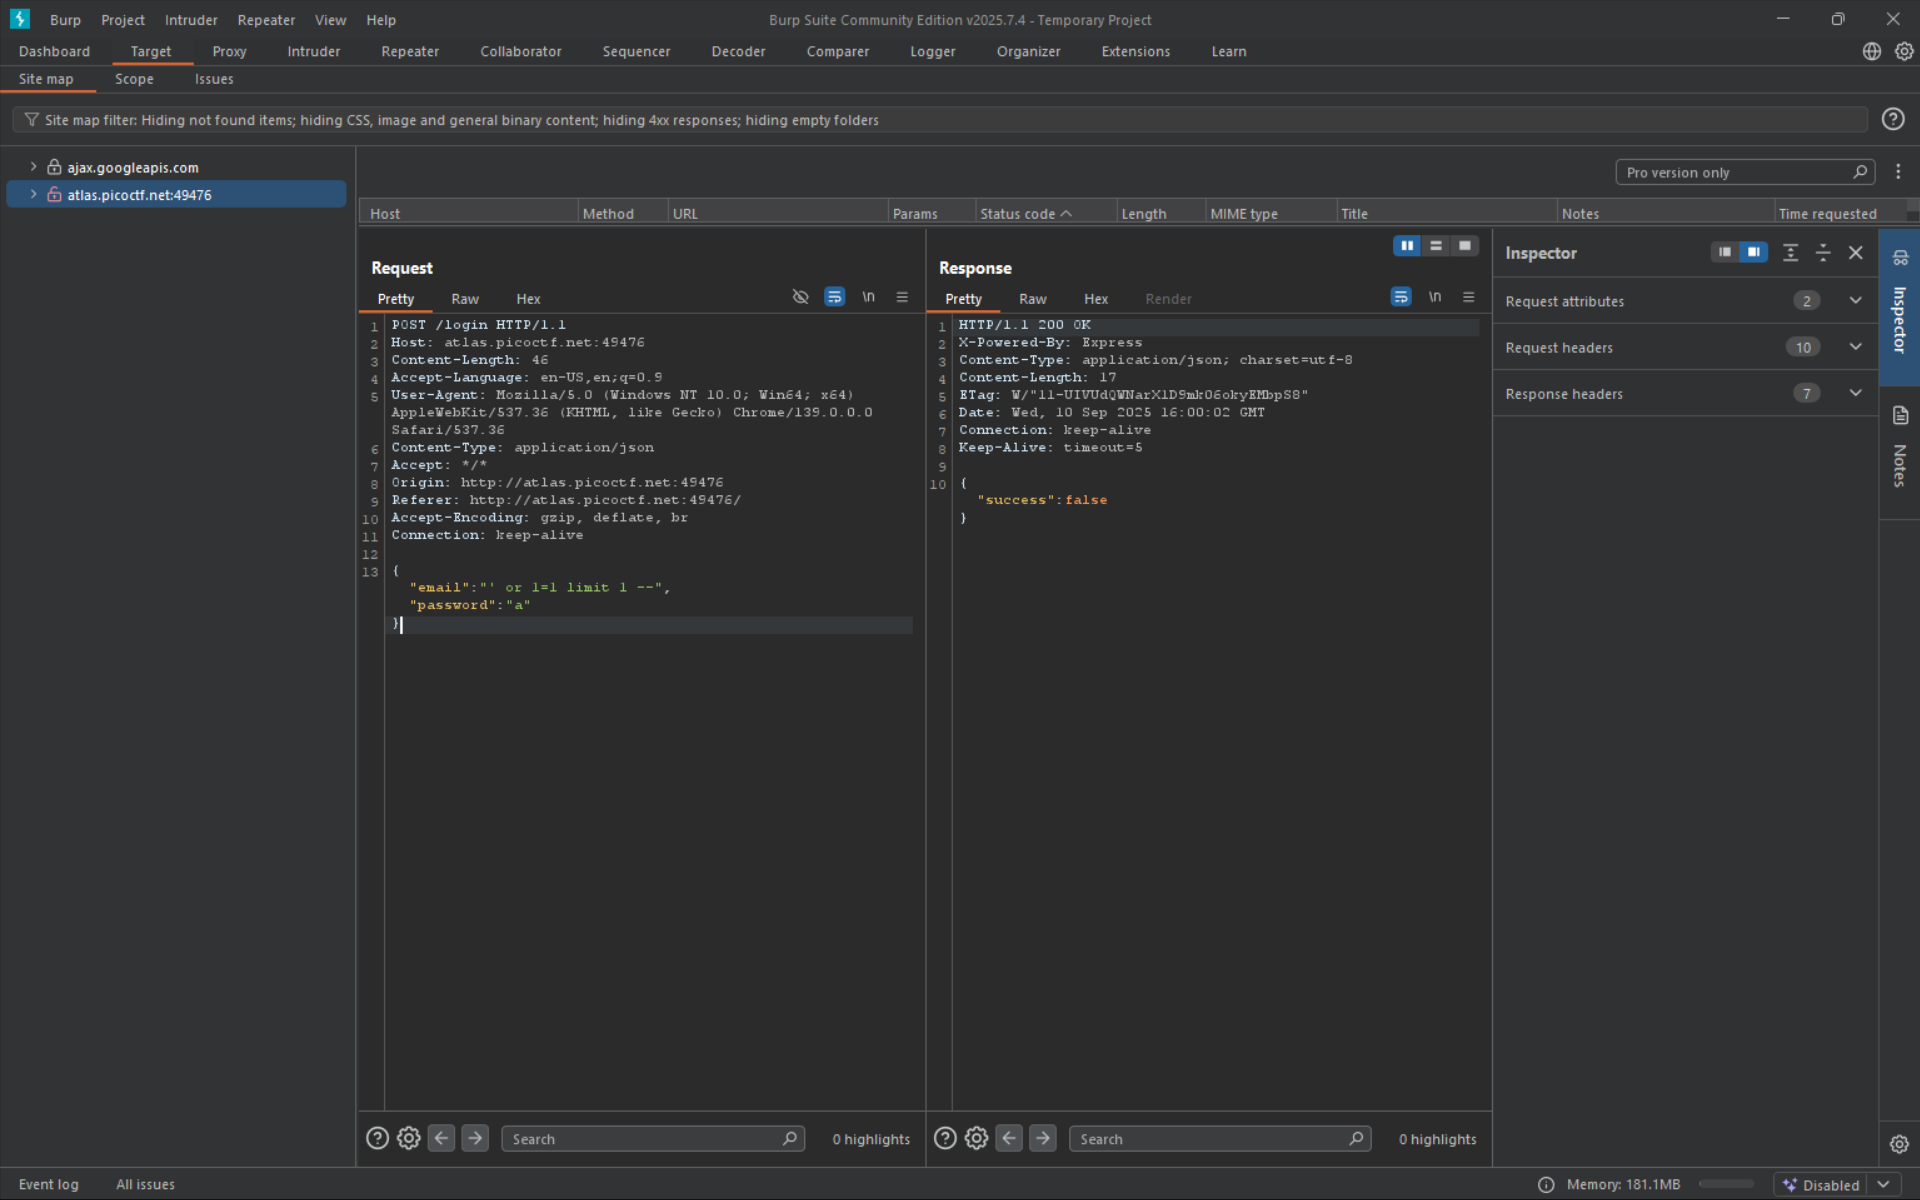 Burp Project Intruder Repeater View Help
Burp Suite Community Edition v2025.7.4 - Temporary Project
Dashboard Target Proxy Intruder Repeater Collaborator Sequencer Decoder Comparer Logger Organizer Extensions Learn
Site map Scope Issues
Site map filter: Hiding not found items; hiding CSS, image and general binary content; hiding 4xx responses; hiding empty folders
ajax.googleapis.com
atlas.picoctf.net:49476
Pro version only
Host Method URL Params Status code Length MIME type Title Notes Time requested
Request
Pretty Raw Hex
\n
1 POST /login HTTP/1.1
2 Host: atlas.picoctf.net:49476
3 Content-Length: 46
4 Accept-Language: en-US,en;q=0.9
5 User-Agent: Mozilla/5.0 (Windows NT 10.0; Win64; x64)
AppleWebKit/537.36 (KHTML, like Gecko) Chrome/139.0.0.0
Safari/537.36
6 Content-Type: application/json
7 Accept: */*
8 Origin: http://atlas.picoctf.net:49476
9 Referer: http://atlas.picoctf.net:49476/
10 Accept-Encoding: gzip, deflate, br
11 Connection: keep-alive
12
13 {
"email":"' or 1=1 limit 1 --",
"password":"a"
}
Search
0 highlights
Response
Pretty Raw Hex Render
\n
1 HTTP/1.1 200 OK
2 X-Powered-By: Express
3 Content-Type: application/json; charset=utf-8
4 Content-Length: 17
5 ETag: W/"11-UIVUdQWNarX1D9mkO6okyEMbpS8"
6 Date: Wed, 10 Sep 2025 16:00:02 GMT
7 Connection: keep-alive
8 Keep-Alive: timeout=5
9
10 {
"success":false
}
Search
0 highlights
Inspector
Request attributes 2
Request headers 10
Response headers 7
Inspector
Notes
Event log All issues
Memory: 181.1MB
Disabled